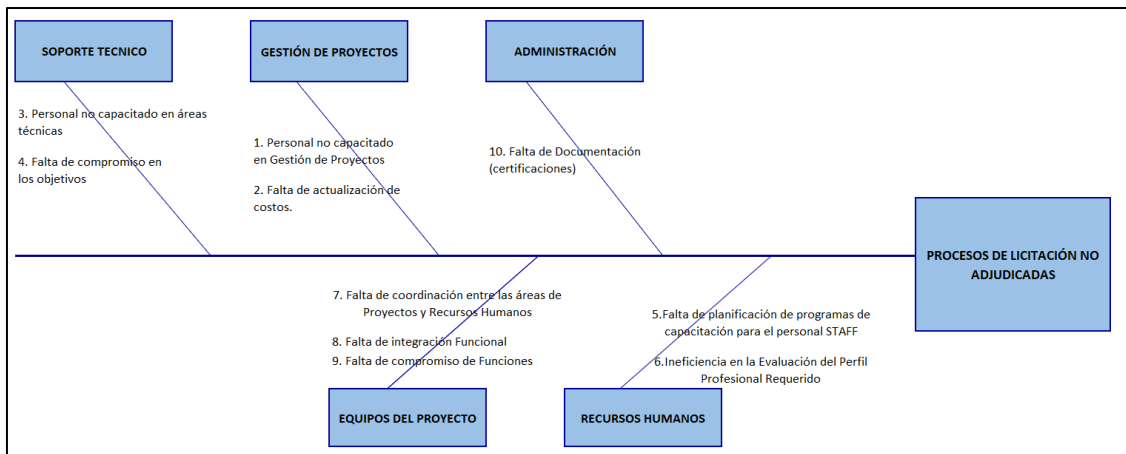 SOPORTE TECNICO
GESTIÓN DE PROYECTOS
ADMINISTRACIÓN
3. Personal no capacitado en áreas
técnicas
4. Falta de compromiso en
los objetivos
1. Personal no capacitado
en Gestión de Proyectos
2. Falta de actualización de
costos.
10. Falta de Documentación
(certificaciones)
PROCESOS DE LICITACIÓN NO
ADJUDICADAS
7. Falta de coordinación entre las áreas de
Proyectos y Recursos Humanos
8. Falta de integración Funcional
9. Falta de compromiso de Funciones
5.Falta de planificación de programas de
capacitación para el personal STAFF
6.Ineficiencia en la Evaluación del Perfil
Profesional Requerido
EQUIPOS DEL PROYECTO
RECURSOS HUMANOS